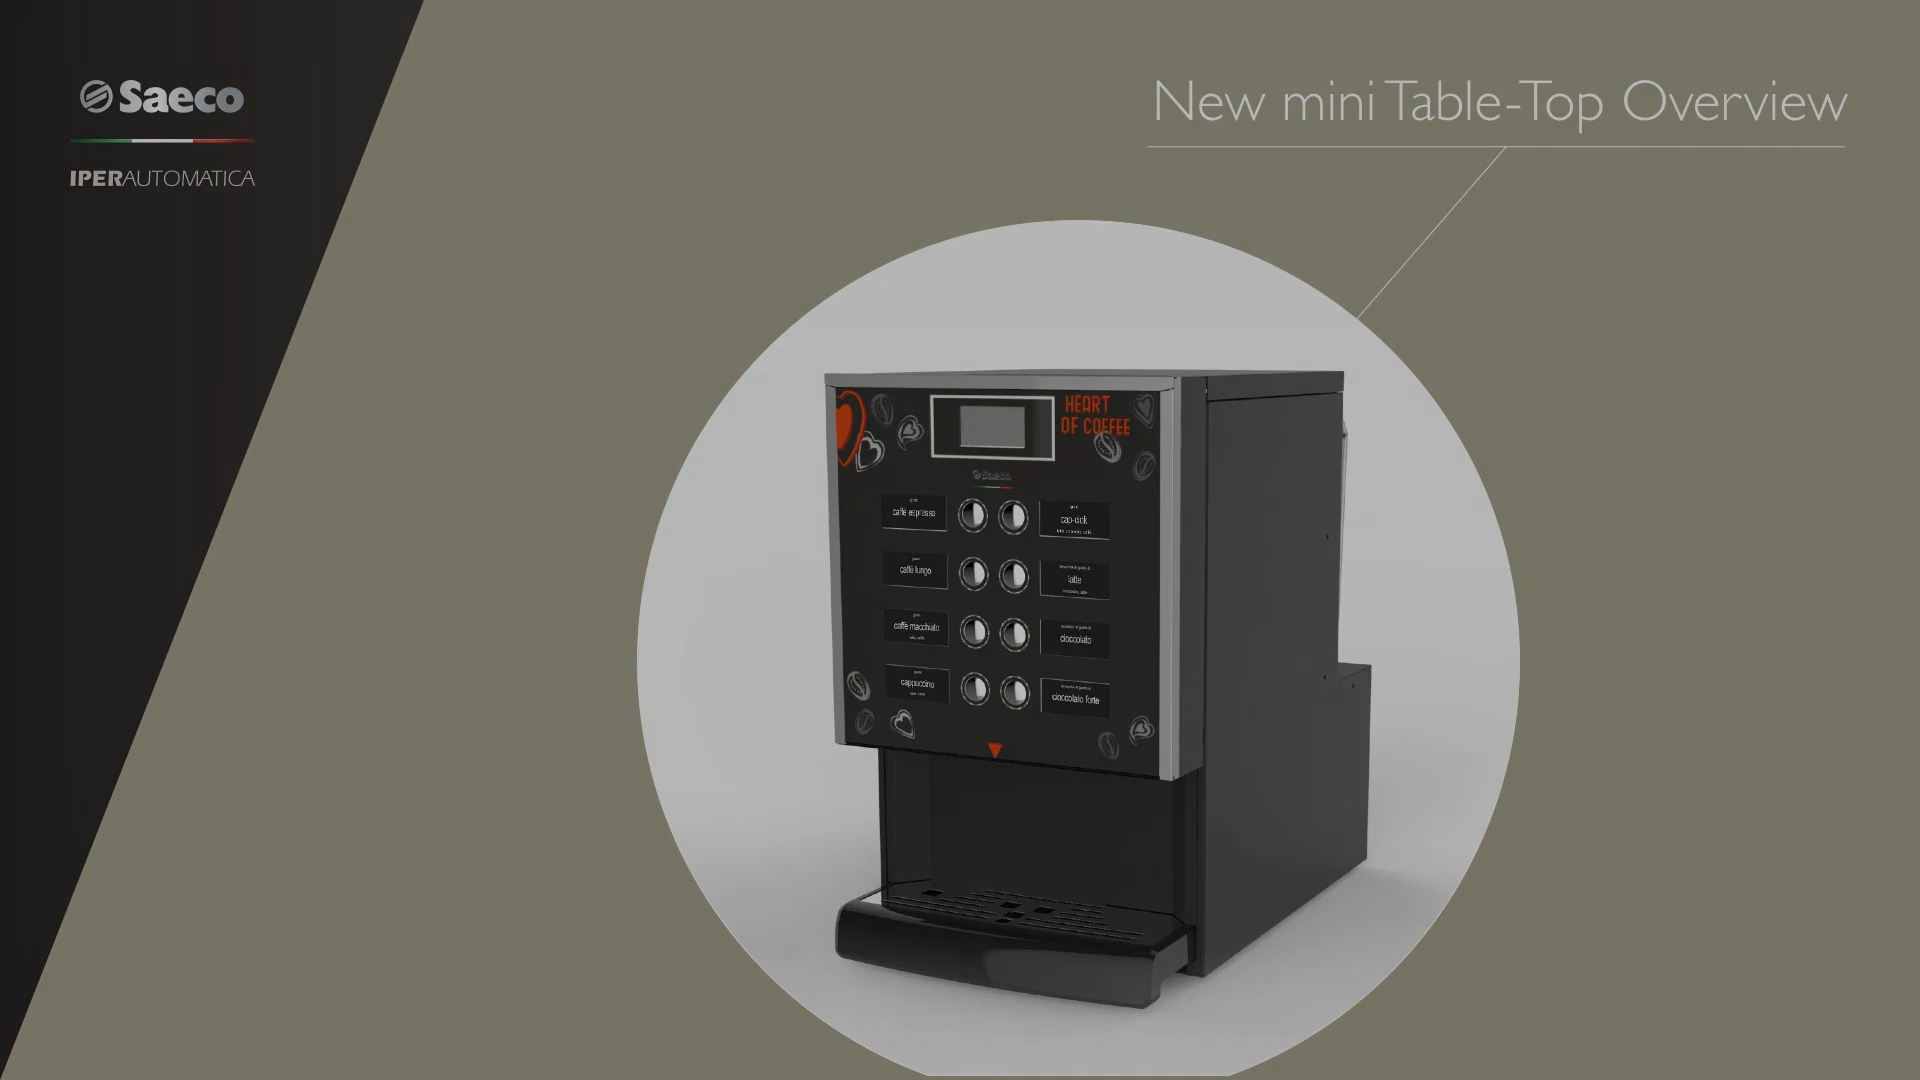 Saeco
IPERAUTOMATICA
New mini Table-Top Overview
HEART
OF COFFEE
Saeco
caffè espresso
cap-ciok
caffè lungo
latte
caffè macchiato
cioccolato
cappuccino
cioccolato forte